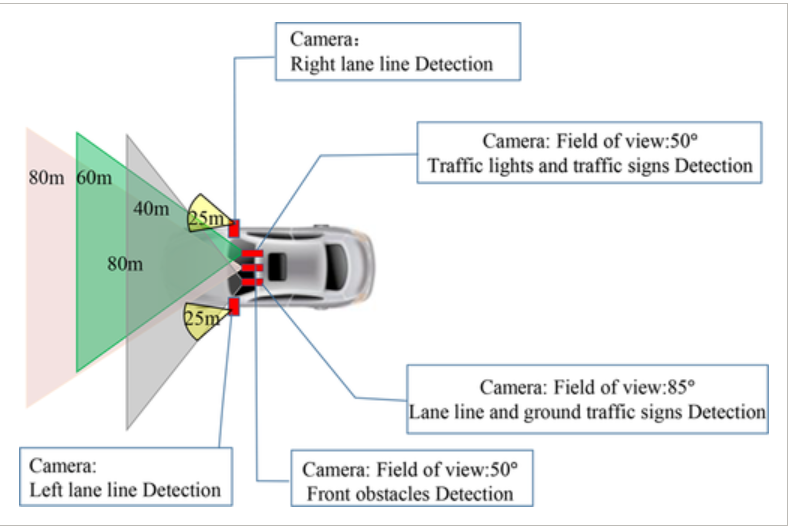 Camera：
Right lane line Detection
Camera: Field of view:50°
Traffic lights and traffic signs Detection
80m
60m
40m
25m
80m
25m
Camera: Field of view:85°
Lane line and ground traffic signs Detection
Camera:
Left lane line Detection
Camera: Field of view:50°
Front obstacles Detection